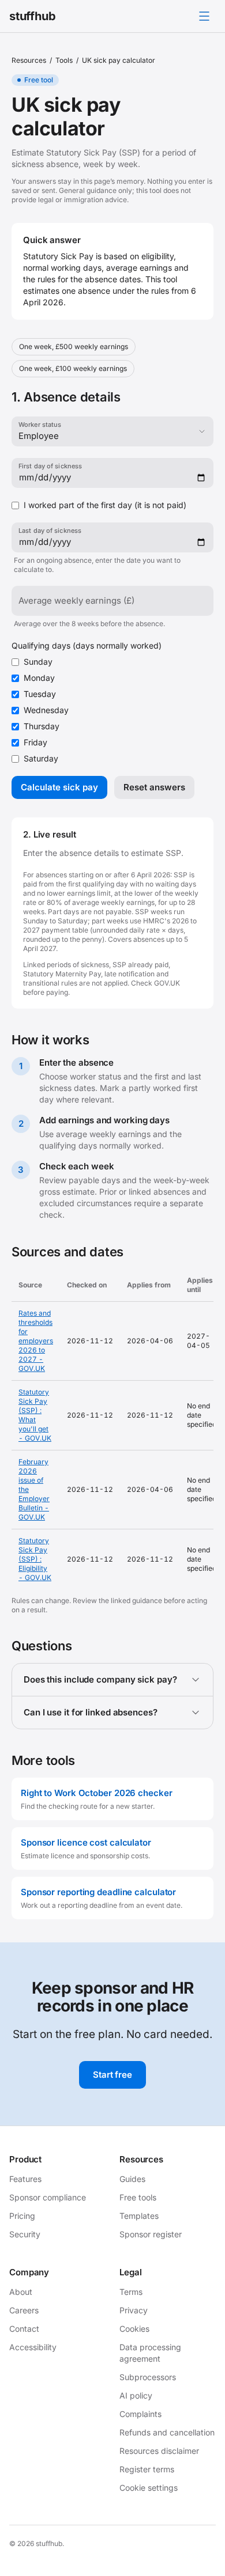 stuffhub
Resources / Tools / UK sick pay calculator
Free tool
UK sick pay
calculator
Estimate Statutory Sick Pay (SSP) for a period of
sickness absence, week by week.
Your answers stay in this page's memory. Nothing you enter is
saved or sent. General guidance only; this tool does not
provide legal or immigration advice.
Quick answer
Statutory Sick Pay is based on eligibility,
normal working days, average earnings and
the rules for the absence dates. This tool
estimates one absence under the rules from 6
April 2026.
One week, £500 weekly earnings
One week, £100 weekly earnings
1. Absence details
Worker status
Employee
First day of sickness
mm/dd/yyyy
I worked part of the first day (it is not paid)
Last day of sickness
mm/dd/yyyy
For an ongoing absence, enter the date you want to
calculate to.
Average weekly earnings (£)
Average over the 8 weeks before the absence.
Qualifying days (days normally worked)
Sunday
Monday
Tuesday
Wednesday
Thursday
Friday
Saturday
Calculate sick pay
Reset answers
2. Live result
Enter the absence details to estimate SSP.
For absences starting on or after 6 April 2026: SSP is
paid from the first qualifying day with no waiting days
and no lower earnings limit, at the lower of the weekly
rate or 80% of average weekly earnings, for up to 28
weeks. Part days are not payable. SSP weeks run
Sunday to Saturday; part weeks use HMRC's 2026 to
2027 payment table (unrounded daily rate × days,
rounded up to the penny). Covers absences up to 5
April 2027.
Linked periods of sickness, SSP already paid,
Statutory Maternity Pay, late notification and
transitional rules are not applied. Check GOV.UK
before paying.
How it works
1
Enter the absence
Choose worker status and the first and last
sickness dates. Mark a partly worked first
day where relevant.
2
Add earnings and working days
Use average weekly earnings and the
qualifying days normally worked.
3
Check each week
Review payable days and the week-by-week
gross estimate. Prior or linked absences and
excluded circumstances require a separate
check.
Sources and dates
Source Checked on Applies from Applies
until
Rates and
thresholds
for
employers
2026 to
2027 -
GOV.UK
2026-11-12 2026-04-06 2027-
04-05
Statutory
Sick Pay
(SSP) :
What
you'll get
- GOV.UK
2026-11-12 2026-11-12 No end
date
specified
February
2026
issue of
the
Employer
Bulletin -
GOV.UK
2026-11-12 2026-04-06 No end
date
specified
Statutory
Sick Pay
(SSP) :
Eligibility
- GOV.UK
2026-11-12 2026-11-12 No end
date
specified
Rules can change. Review the linked guidance before acting
on a result.
Questions
Does this include company sick pay?
Can I use it for linked absences?
More tools
Right to Work October 2026 checker
Find the checking route for a new starter.
Sponsor licence cost calculator
Estimate licence and sponsorship costs.
Sponsor reporting deadline calculator
Work out a reporting deadline from an event date.
Keep sponsor and HR
records in one place
Start on the free plan. No card needed.
Start free
Product
Features
Sponsor compliance
Pricing
Security
Resources
Guides
Free tools
Templates
Sponsor register
Company
About
Careers
Contact
Accessibility
Legal
Terms
Privacy
Cookies
Data processing
agreement
Subprocessors
AI policy
Complaints
Refunds and cancellation
Resources disclaimer
Register terms
Cookie settings
© 2026 stuffhub.